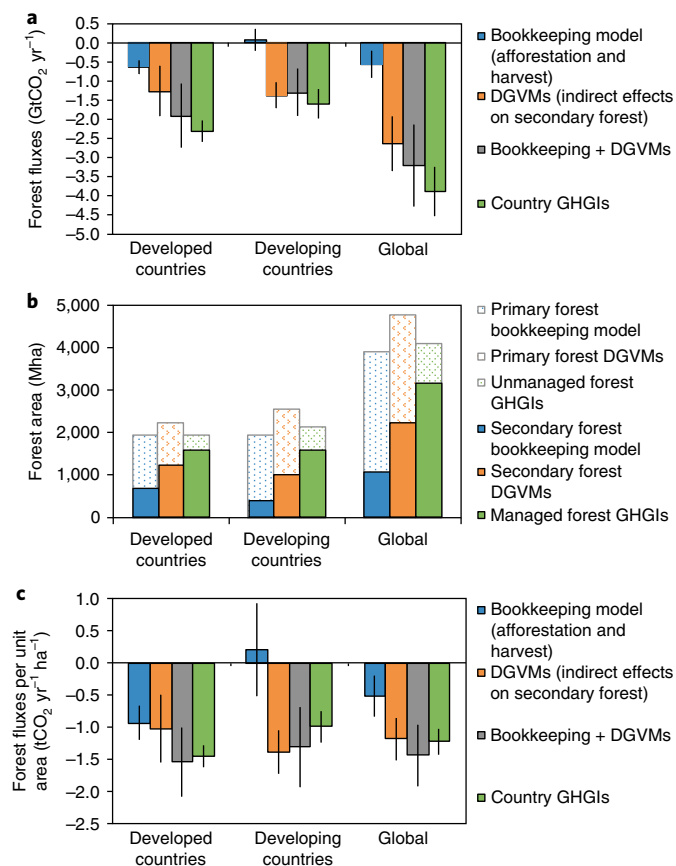 a
Forest fluxes (GtCO2 yr−1)
0.5
0.0
−0.5
−1.0
−1.5
−2.0
−2.5
−3.0
−3.5
−4.0
−4.5
−5.0
Developed
countries
Developing
countries
Global
Bookkeeping model
(afforestation and
harvest)
DGVMs (indirect effects
on secondary forest)
Bookkeeping + DGVMs
Country GHGIs
b
Forest area (Mha)
5,000
4,000
3,000
2,000
1,000
0
Developed
countries
Developing
countries
Global
Primary forest
bookkeeping model
Primary forest DGVMs
Unmanaged forest
GHGIs
Secondary forest
bookkeeping model
Secondary forest
DGVMs
Managed forest GHGIs
c
Forest fluxes per unit
area (tCO2 yr−1 ha−1)
1.0
0.5
0.0
−0.5
−1.0
−1.5
−2.0
−2.5
Developed
countries
Developing
countries
Global
Bookkeeping model
(afforestation and
harvest)
DGVMs (indirect effects
on secondary forest)
Bookkeeping + DGVMs
Country GHGIs